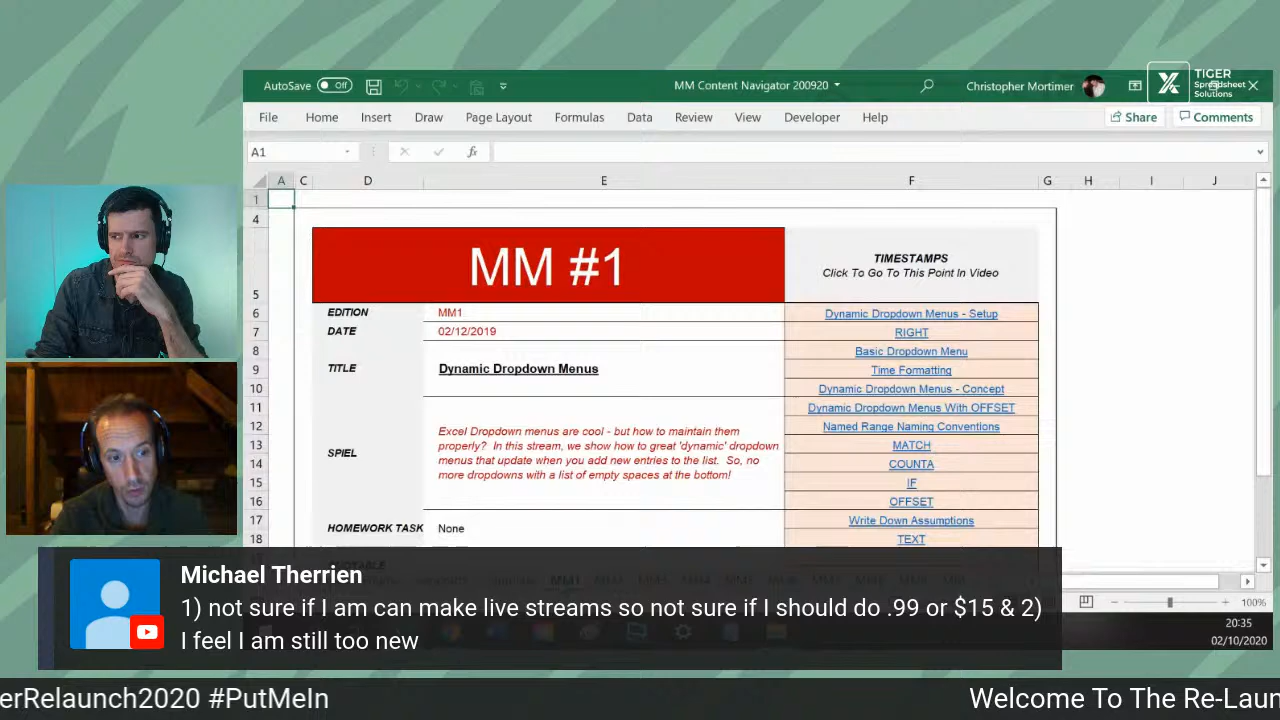 AutoSave Off
MM Content Navigator 200920
Christopher Mortimer
TIGER
Spreadsheet
Solutions
File Home Insert Draw Page Layout Formulas Data Review View Developer Help
Share Comments
A1
fx
A C D E F G H I J
1
4
MM #1
TIMESTAMPS
Click To Go To This Point In Video
5
6 EDITION MM1 Dynamic Dropdown Menus - Setup
7 DATE 02/12/2019 RIGHT
8 Basic Dropdown Menu
9 TITLE Dynamic Dropdown Menus Time Formatting
10 Dynamic Dropdown Menus - Concept
11 Dynamic Dropdown Menus With OFFSET
12 Named Range Naming Conventions
13 MATCH
14 COUNTA
15 IF
16 OFFSET
SPIEL
Excel Dropdown menus are cool - but how to maintain them
properly? In this stream, we show how to great 'dynamic' dropdown
menus that update when you add new entries to the list. So, no
more dropdowns with a list of empty spaces at the bottom!
17 Write Down Assumptions
HOMEWORK TASK None
18 TEXT
MM1
100%
20:35
02/10/2020
Michael Therrien
1) not sure if I am can make live streams so not sure if I should do .99 or $15 & 2)
I feel I am still too new
erRelaunch2020 #PutMeIn
Welcome To The Re-Laun